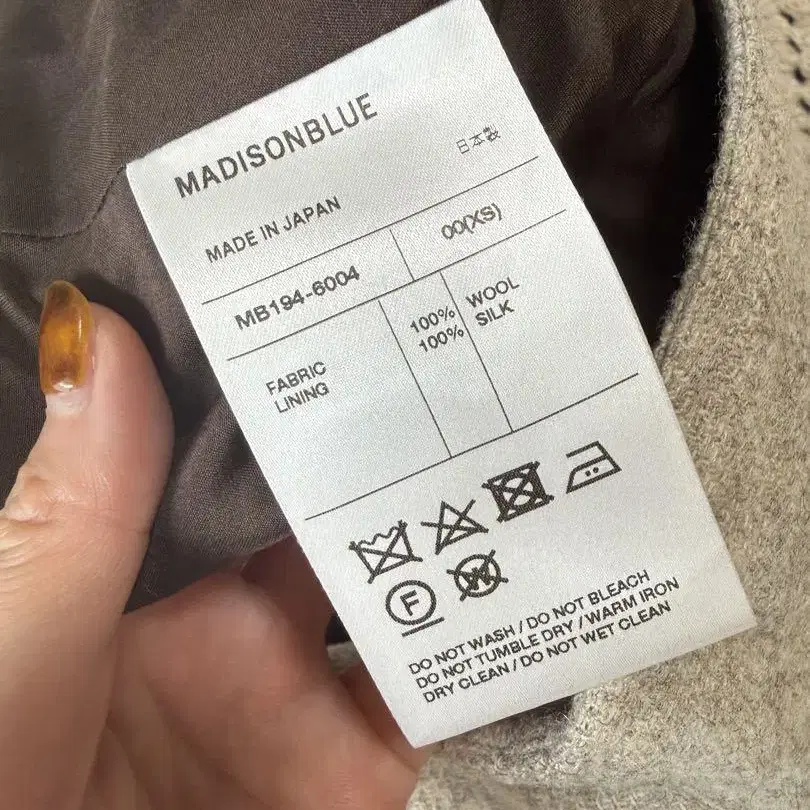 MADISONBLUE
MADE IN JAPAN 日本製
MB194-6004 00(XS)
FABRIC 100% WOOL
LINING 100% SILK
F W
DO NOT WASH / DO NOT BLEACH
DO NOT TUMBLE DRY / WARM IRON
DRY CLEAN / DO NOT WET CLEAN